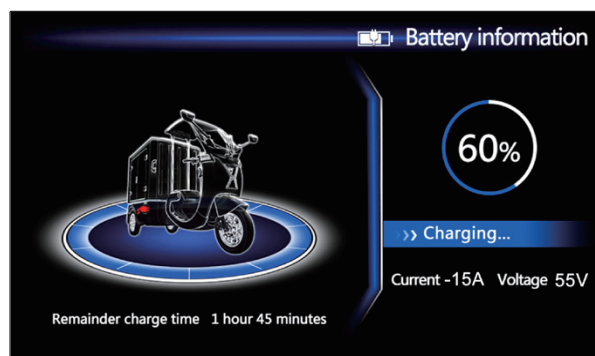 Battery information
60%
Charging...
Current -15A Voltage 55V
Remainder charge time 1 hour 45 minutes